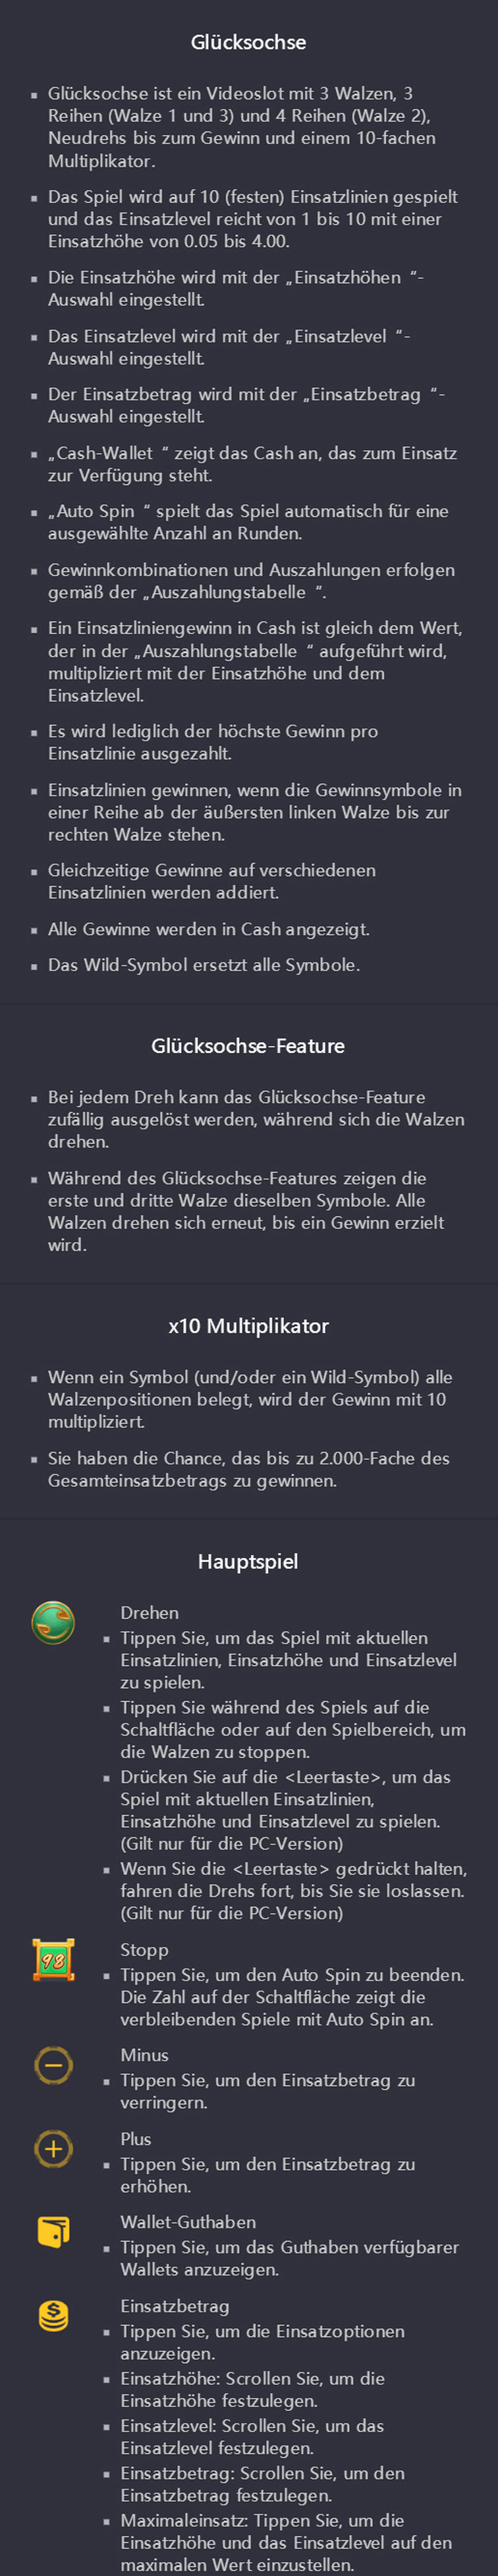 Glücksochse
Glücksochse ist ein Videoslot mit 3 Walzen, 3
Reihen (Walze 1 und 3) und 4 Reihen (Walze 2),
Neudrehs bis zum Gewinn und einem 10-fachen
Multiplikator.
Das Spiel wird auf 10 (festen) Einsatzlinien gespielt
und das Einsatzlevel reicht von 1 bis 10 mit einer
Einsatzhöhe von 0.05 bis 4.00.
Die Einsatzhöhe wird mit der „Einsatzhöhen “-
Auswahl eingestellt.
Das Einsatzlevel wird mit der „Einsatzlevel “-
Auswahl eingestellt.
Der Einsatzbetrag wird mit der „Einsatzbetrag “-
Auswahl eingestellt.
„Cash-Wallet “ zeigt das Cash an, das zum Einsatz
zur Verfügung steht.
„Auto Spin “ spielt das Spiel automatisch für eine
ausgewählte Anzahl an Runden.
Gewinnkombinationen und Auszahlungen erfolgen
gemäß der „Auszahlungstabelle “.
Ein Einsatzliniengewinn in Cash ist gleich dem Wert,
der in der „Auszahlungstabelle “ aufgeführt wird,
multipliziert mit der Einsatzhöhe und dem
Einsatzlevel.
Es wird lediglich der höchste Gewinn pro
Einsatzlinie ausgezahlt.
Einsatzlinien gewinnen, wenn die Gewinnsymbole in
einer Reihe ab der äußersten linken Walze bis zur
rechten Walze stehen.
Gleichzeitige Gewinne auf verschiedenen
Einsatzlinien werden addiert.
Alle Gewinne werden in Cash angezeigt.
Das Wild-Symbol ersetzt alle Symbole.
Glücksochse-Feature
Bei jedem Dreh kann das Glücksochse-Feature
zufällig ausgelöst werden, während sich die Walzen
drehen.
Während des Glücksochse-Features zeigen die
erste und dritte Walze dieselben Symbole. Alle
Walzen drehen sich erneut, bis ein Gewinn erzielt
wird.
x10 Multiplikator
Wenn ein Symbol (und/oder ein Wild-Symbol) alle
Walzenpositionen belegt, wird der Gewinn mit 10
multipliziert.
Sie haben die Chance, das bis zu 2.000-Fache des
Gesamteinsatzbetrags zu gewinnen.
Hauptspiel
Drehen
Tippen Sie, um das Spiel mit aktuellen
Einsatzlinien, Einsatzhöhe und Einsatzlevel
zu spielen.
Tippen Sie während des Spiels auf die
Schaltfläche oder auf den Spielbereich, um
die Walzen zu stoppen.
Drücken Sie auf die <Leertaste>, um das
Spiel mit aktuellen Einsatzlinien,
Einsatzhöhe und Einsatzlevel zu spielen.
(Gilt nur für die PC-Version)
Wenn Sie die <Leertaste> gedrückt halten,
fahren die Drehs fort, bis Sie sie loslassen.
(Gilt nur für die PC-Version)
98
Stopp
Tippen Sie, um den Auto Spin zu beenden.
Die Zahl auf der Schaltfläche zeigt die
verbleibenden Spiele mit Auto Spin an.
Minus
Tippen Sie, um den Einsatzbetrag zu
verringern.
Plus
Tippen Sie, um den Einsatzbetrag zu
erhöhen.
Wallet-Guthaben
Tippen Sie, um das Guthaben verfügbarer
Wallets anzuzeigen.
Einsatzbetrag
Tippen Sie, um die Einsatzoptionen
anzuzeigen.
Einsatzhöhe: Scrollen Sie, um die
Einsatzhöhe festzulegen.
Einsatzlevel: Scrollen Sie, um das
Einsatzlevel festzulegen.
Einsatzbetrag: Scrollen Sie, um den
Einsatzbetrag festzulegen.
Maximaleinsatz: Tippen Sie, um die
Einsatzhöhe und das Einsatzlevel auf den
maximalen Wert einzustellen.